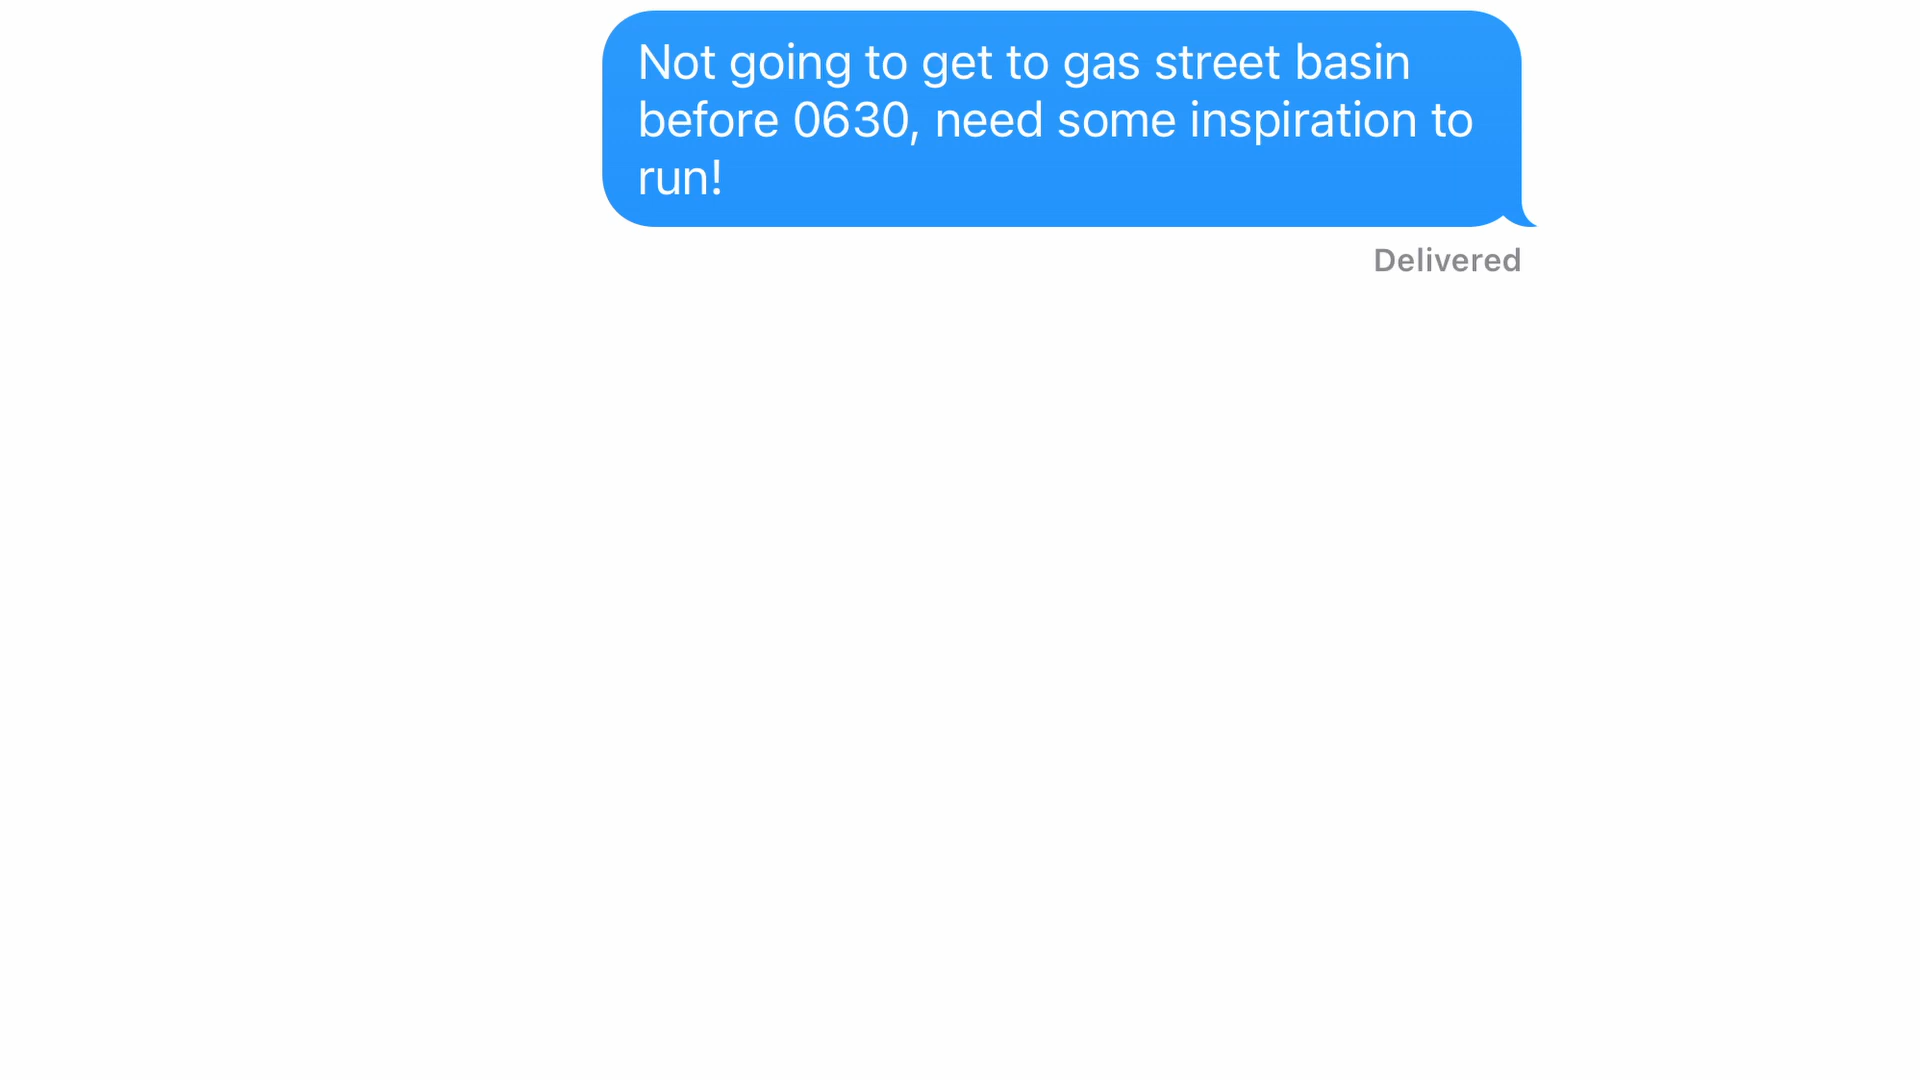 Not going to get to gas street basin
before 0630, need some inspiration to
run!
Delivered